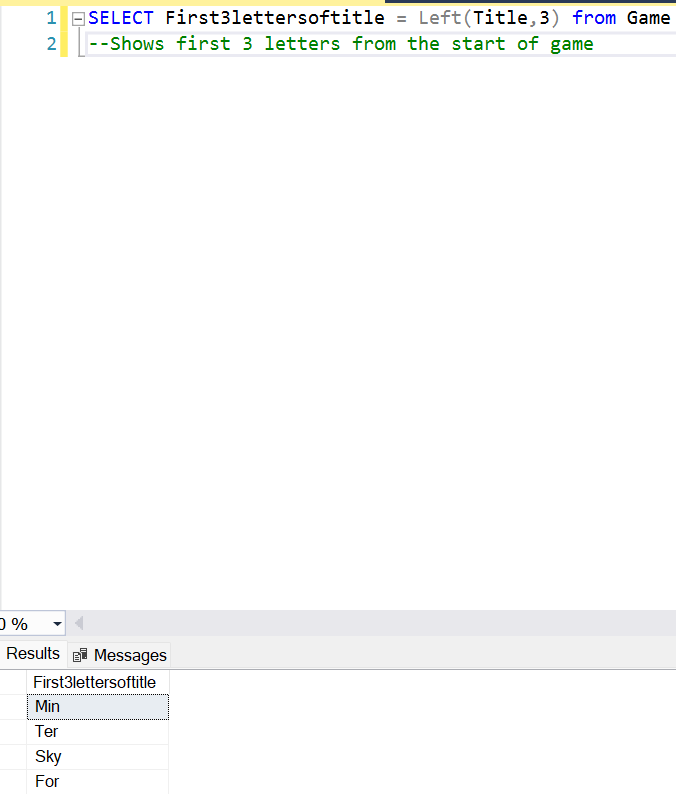 1 SELECT First3lettersoftitle = Left(Title,3) from Game
2 --Shows first 3 letters from the start of game
0 %
Results Messages
First3lettersoftitle
Min
Ter
Sky
For